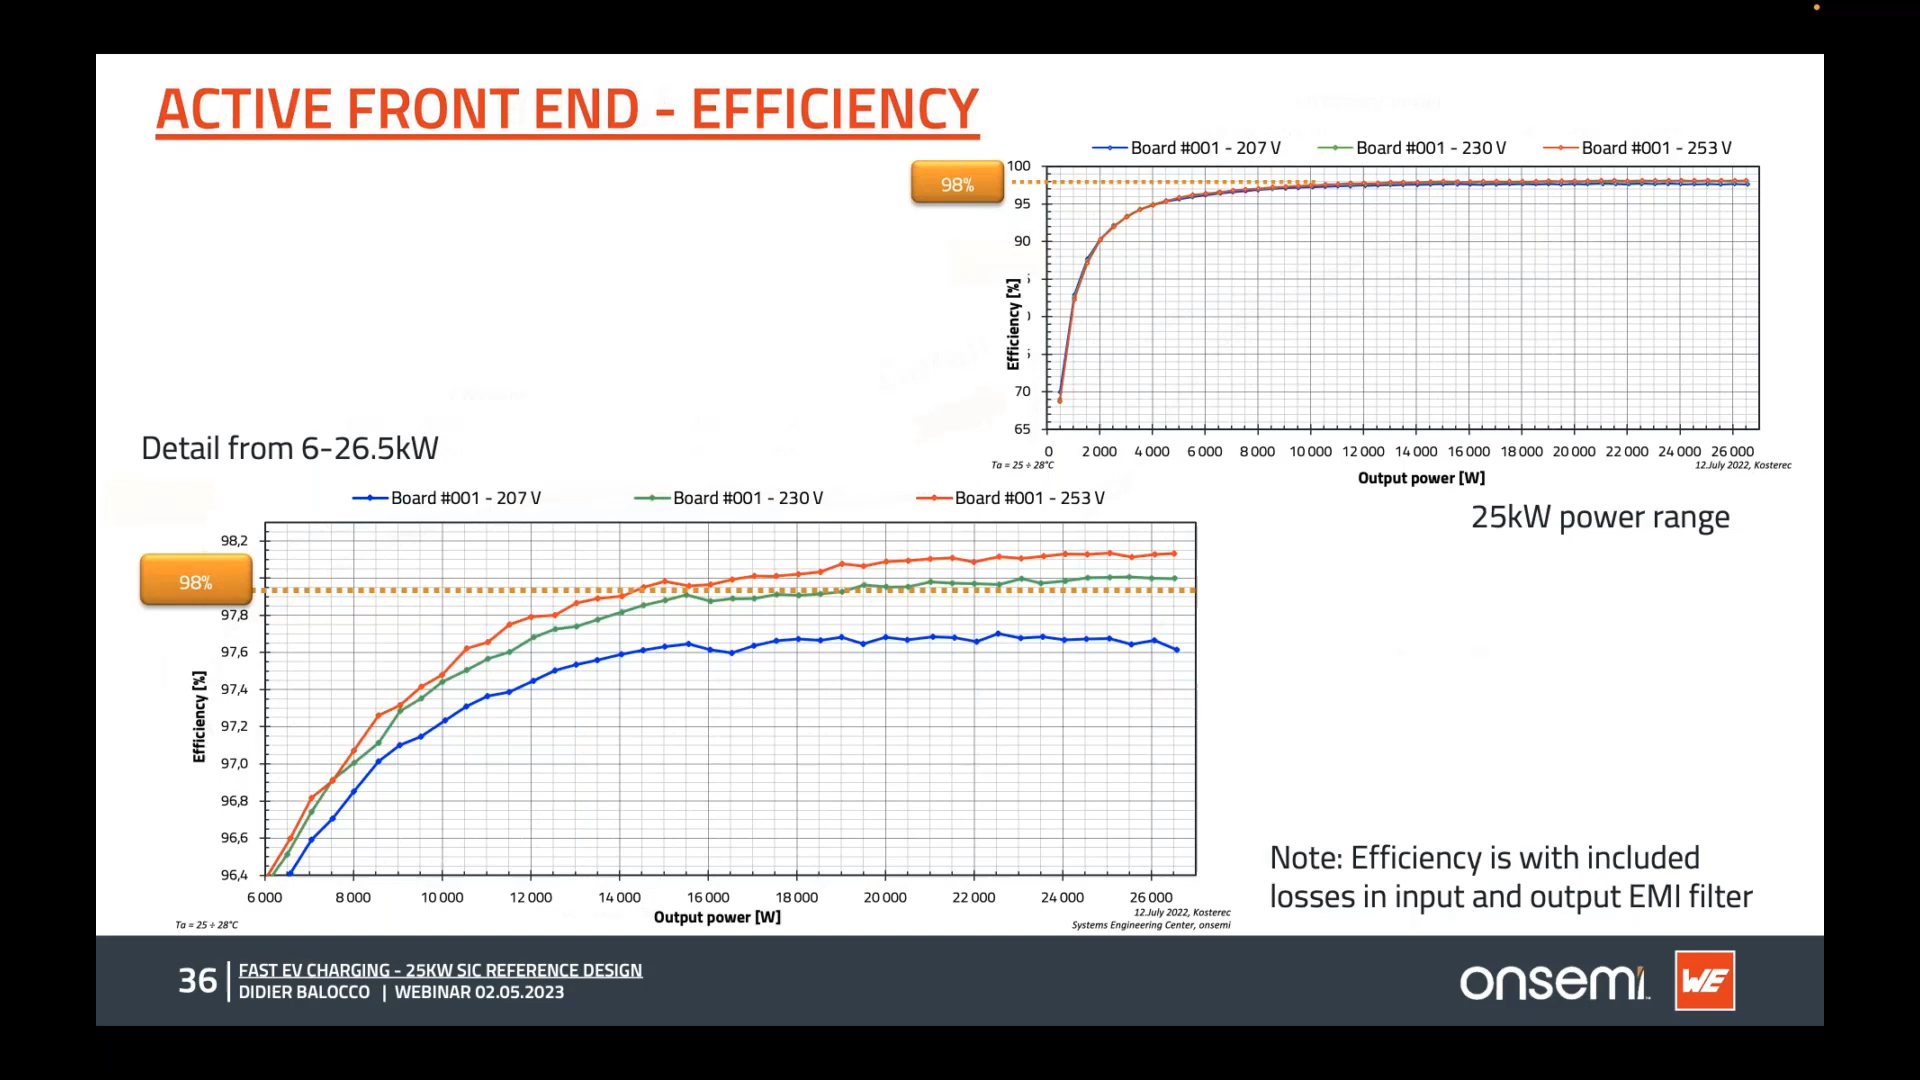 ACTIVE FRONT END - EFFICIENCY
Board #001 - 207 V
Board #001 - 230 V
Board #001 - 253 V
98%
100
95
90
70
65
Efficiency [%]
0
2 000
4 000
6 000
8 000
10 000
12 000
14 000
16 000
18 000
20 000
22 000
24 000
26 000
Ta = 25 ÷ 28°C
12.July 2022, Kosterec
Output power [W]
25kW power range
Detail from 6-26.5kW
Board #001 - 207 V
Board #001 - 230 V
Board #001 - 253 V
98%
98,2
97,8
97,6
97,4
97,2
97,0
96,8
96,6
96,4
Efficiency [%]
6 000
8 000
10 000
12 000
14 000
16 000
18 000
20 000
22 000
24 000
26 000
Output power [W]
Ta = 25 ÷ 28°C
12.July 2022, Kosterec
Systems Engineering Center, onsemi
Note: Efficiency is with included
losses in input and output EMI filter
36
FAST EV CHARGING - 25KW SIC REFERENCE DESIGN
DIDIER BALOCCO | WEBINAR 02.05.2023
onsemi
WE